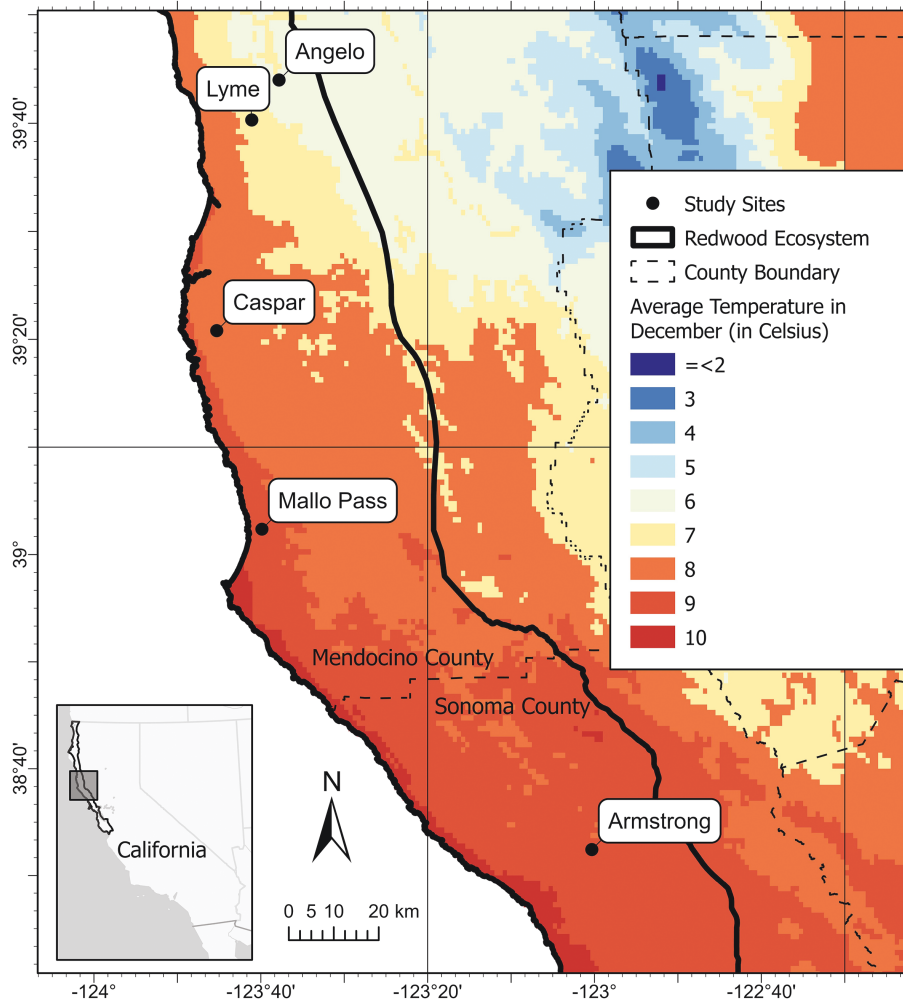 Angelo
Lyme
39°40'
Study Sites
Redwood Ecosystem
County Boundary
Average Temperature in
December (in Celsius)
=<2
3
4
5
6
7
8
9
10
Caspar
39°20'
Mallo Pass
39°
Mendocino County
Sonoma County
38°40'
N
Armstrong
California
0 5 10 20 km
-124° -123°40' -123°20' -123° -122°40'